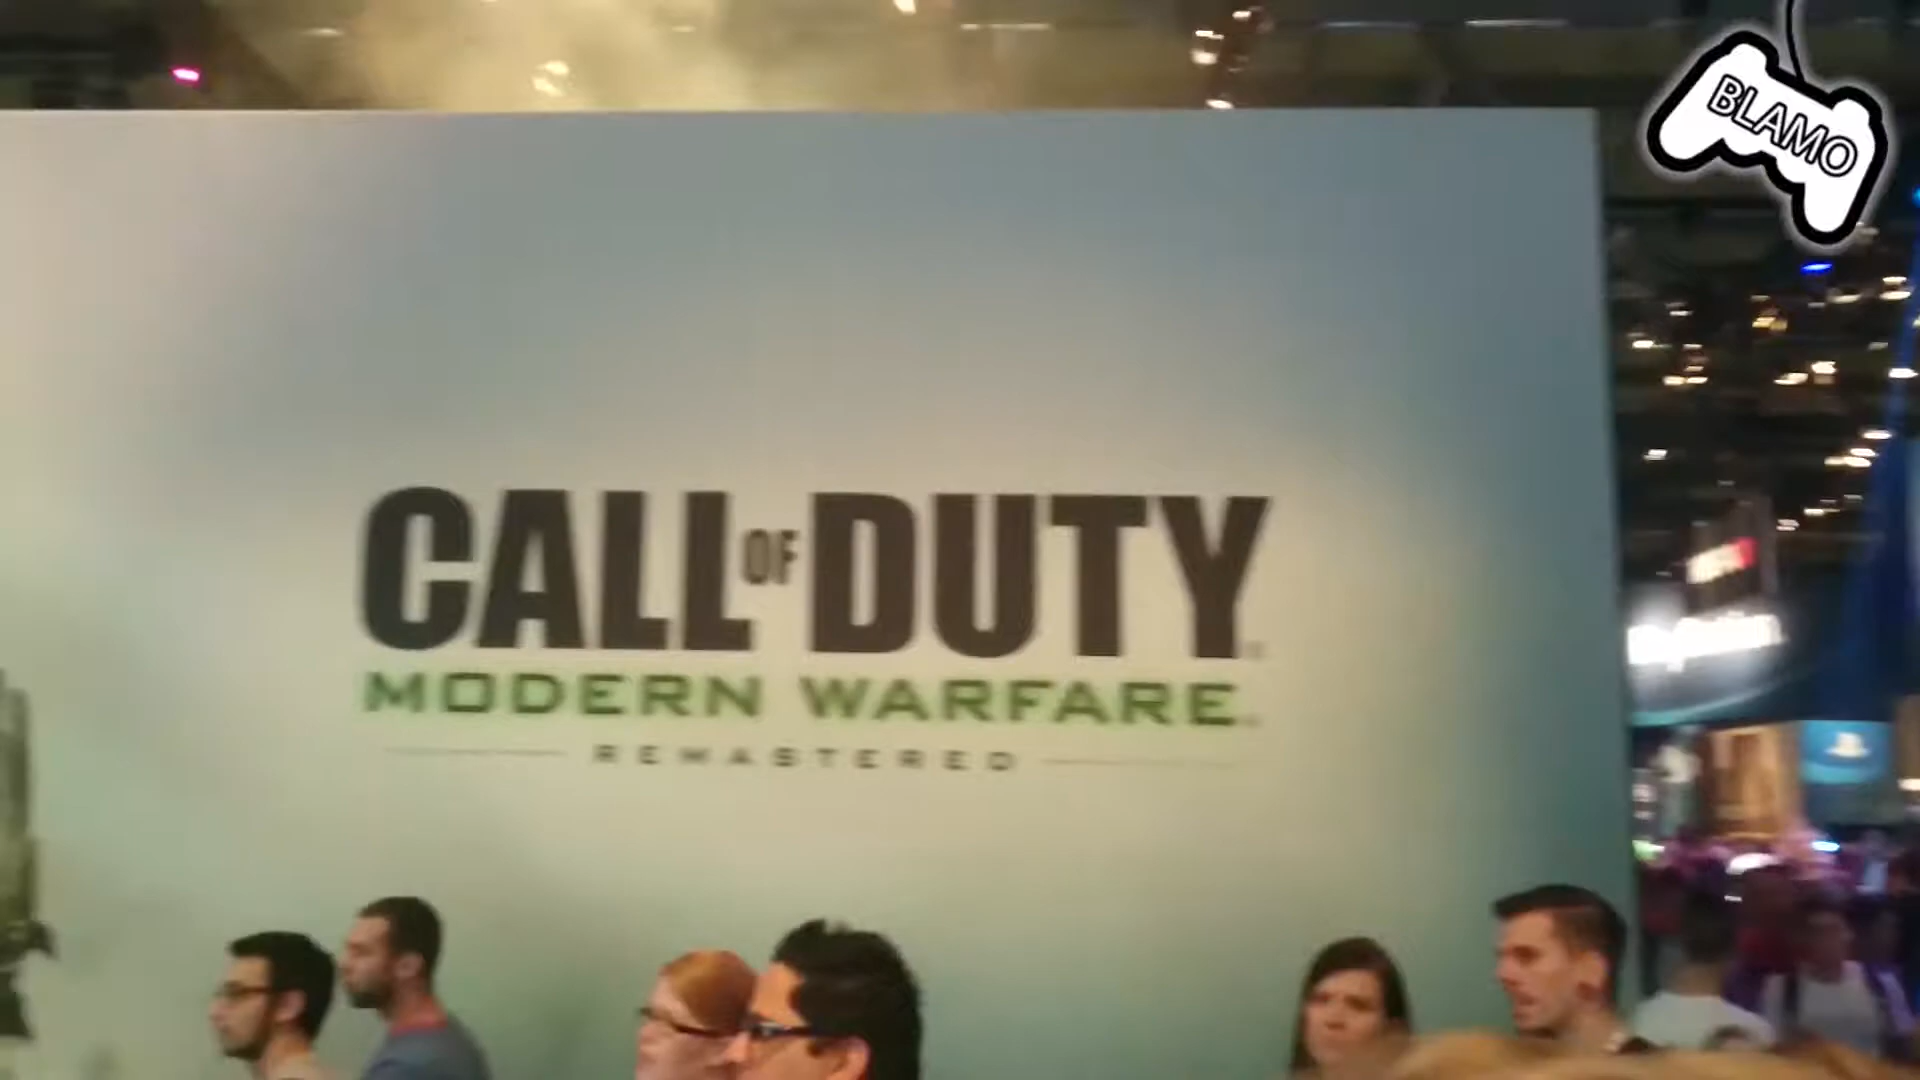 BLAMO
CALL OF DUTY
MODERN WARFARE
REMASTERED